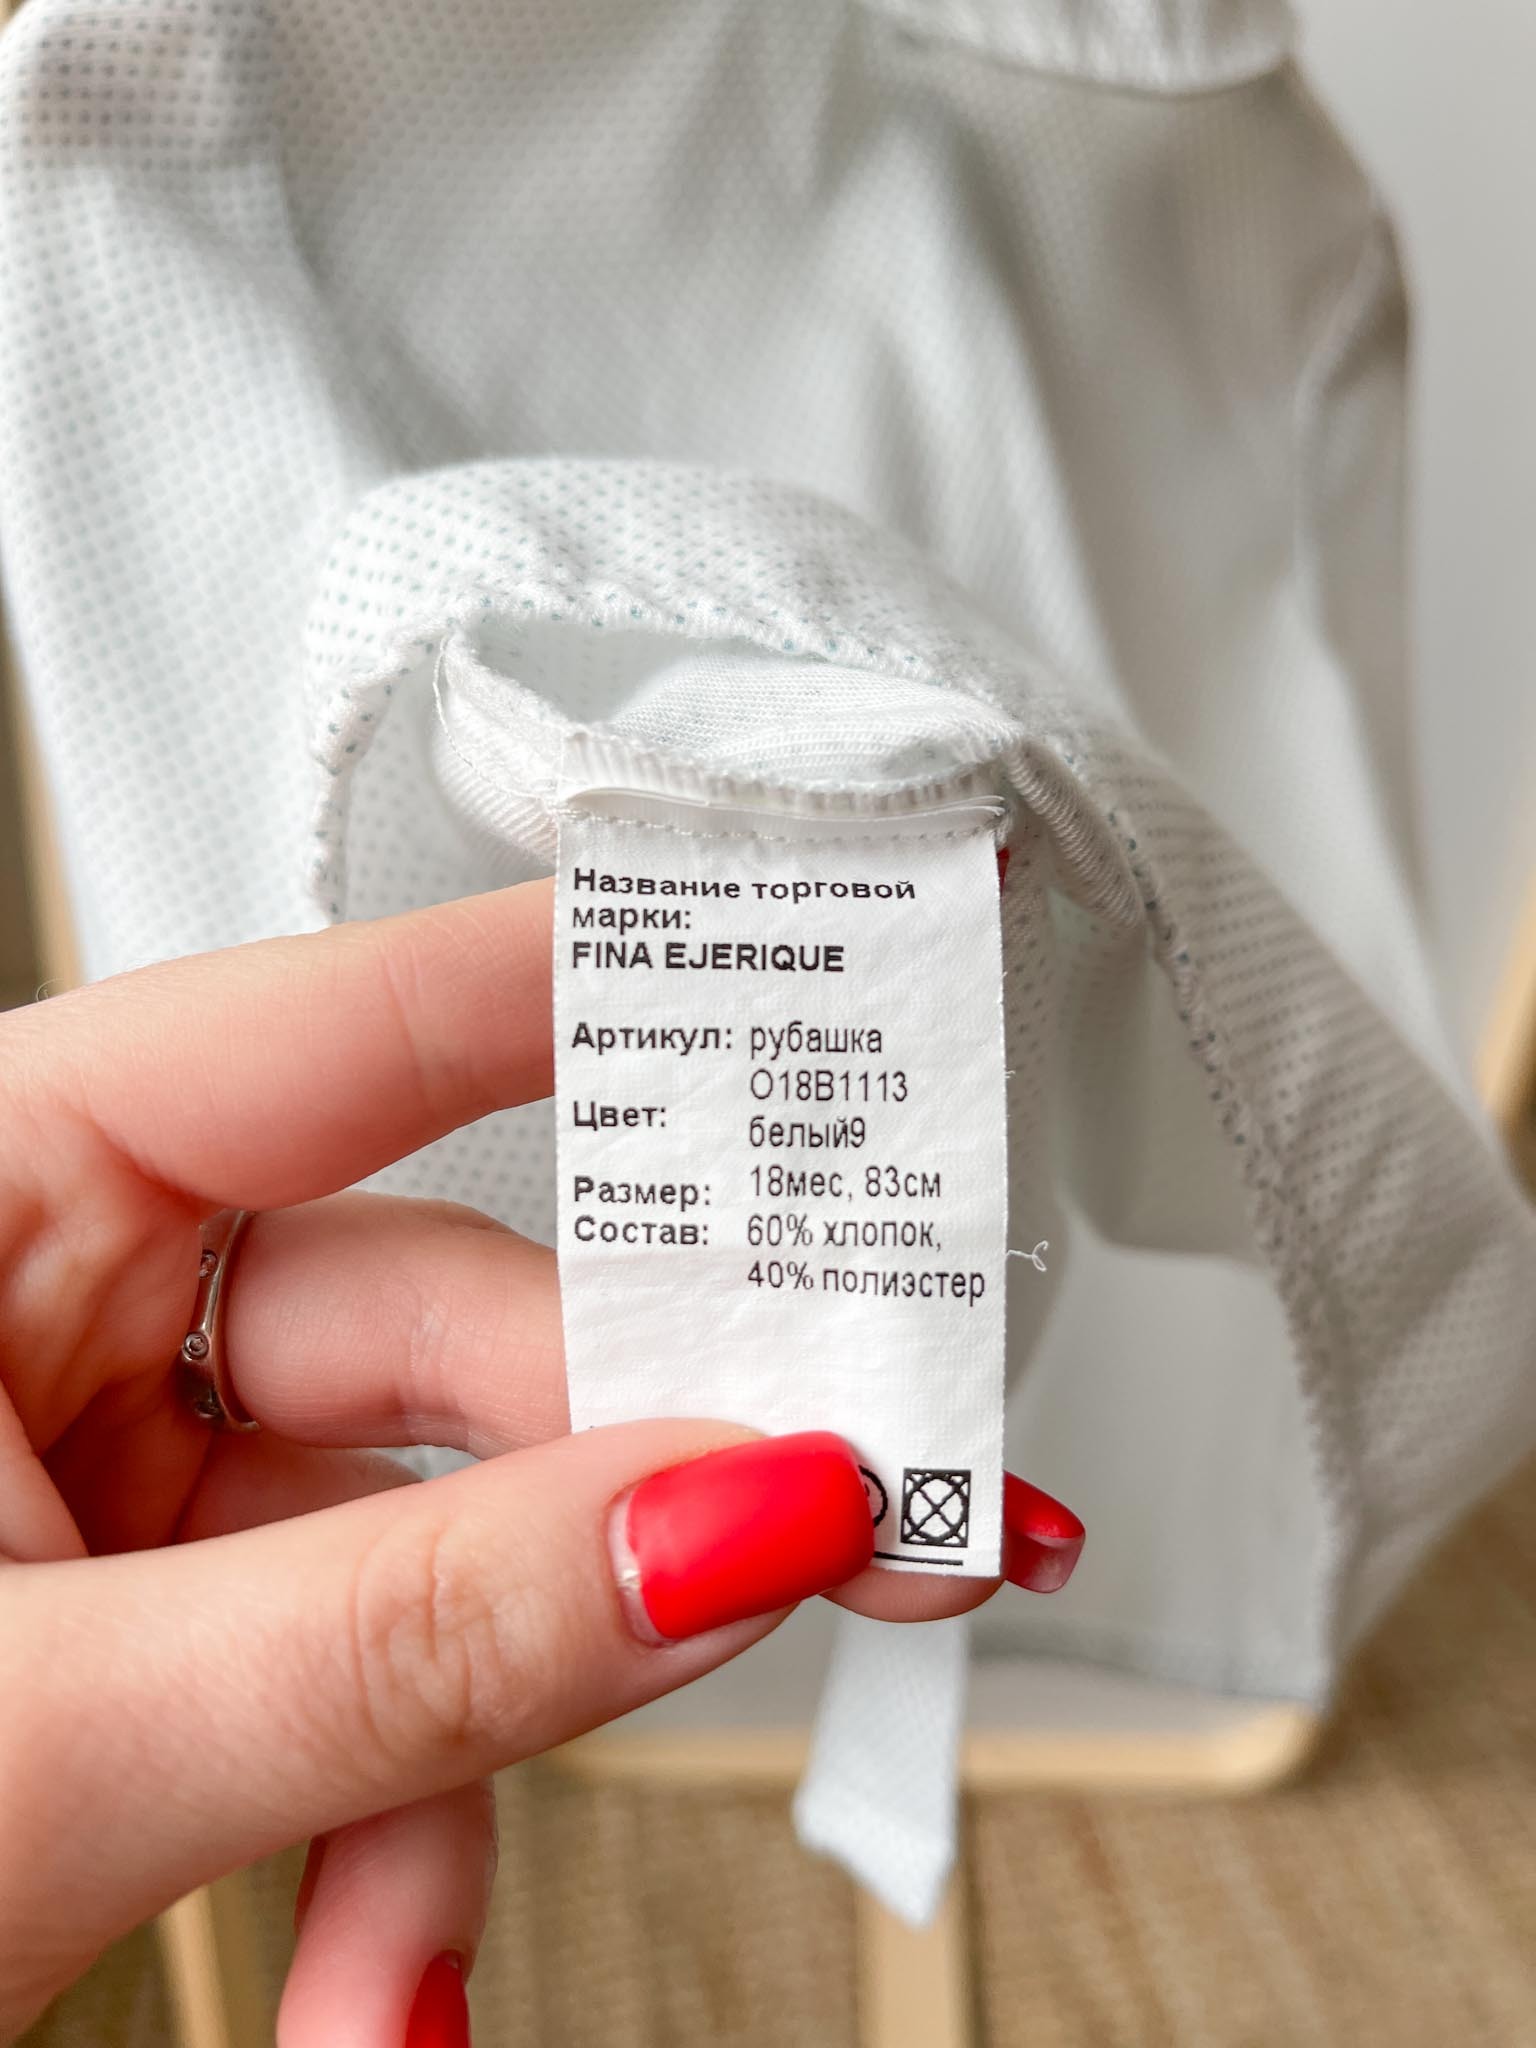 Название торговой
марки:
FINA EJERIQUE
Артикул: рубашка
O18B1113
Цвет: белый9
Размер: 18мес, 83см
Состав: 60% хлопок,
40% полиэстер